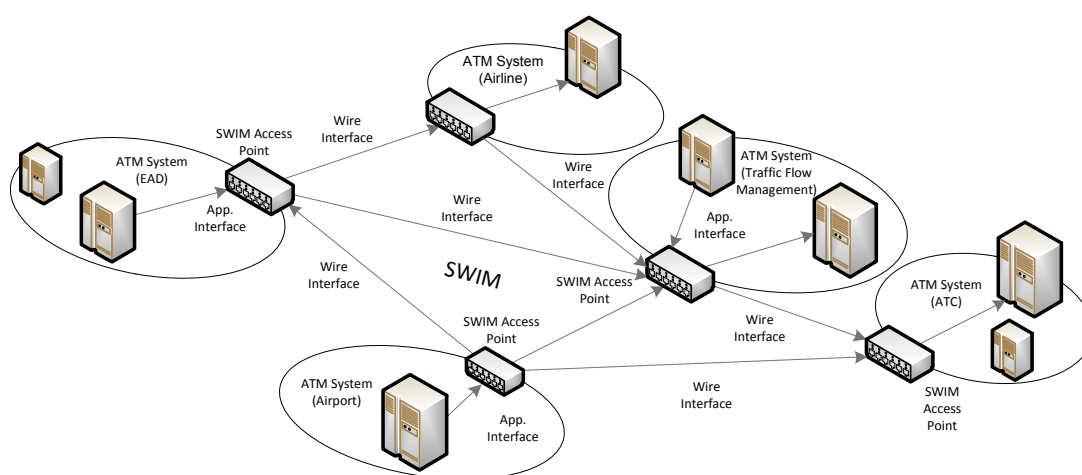 ATM System
(Airline)
SWIM Access
Point
Wire
Interface
ATM System
(EAD)
App.
Interface
Wire
Interface
Wire
Interface
ATM System
(Traffic Flow
Management)
App.
Interface
Wire
Interface
SWIM
SWIM Access
Point
SWIM Access
Point
ATM System
(ATC)
Wire
Interface
ATM System
(Airport)
App.
Interface
Wire
Interface
SWIM
Access
Point